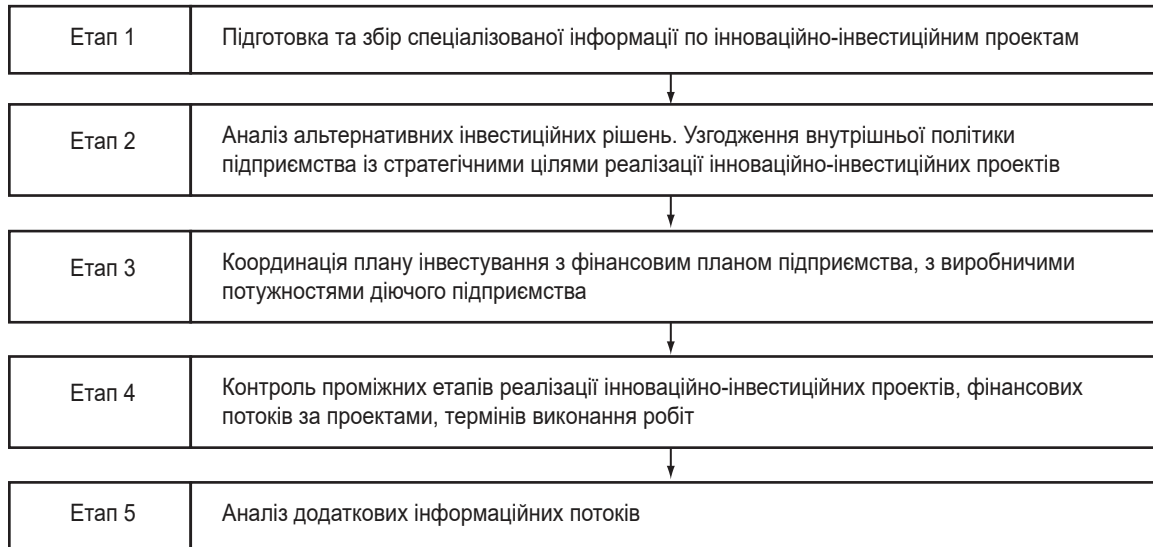 Етап 1
Підготовка та збір спеціалізованої інформації по інноваційно-інвестиційним проектам
Етап 2
Аналіз альтернативних інвестиційних рішень. Узгодження внутрішньої політики
підприємства із стратегічними цілями реалізації інноваційно-інвестиційних проектів
Етап 3
Координація плану інвестування з фінансовим планом підприємства, з виробничими
потужностями діючого підприємства
Етап 4
Контроль проміжних етапів реалізації інноваційно-інвестиційних проектів, фінансових
потоків за проектами, термінів виконання робіт
Етап 5
Аналіз додаткових інформаційних потоків